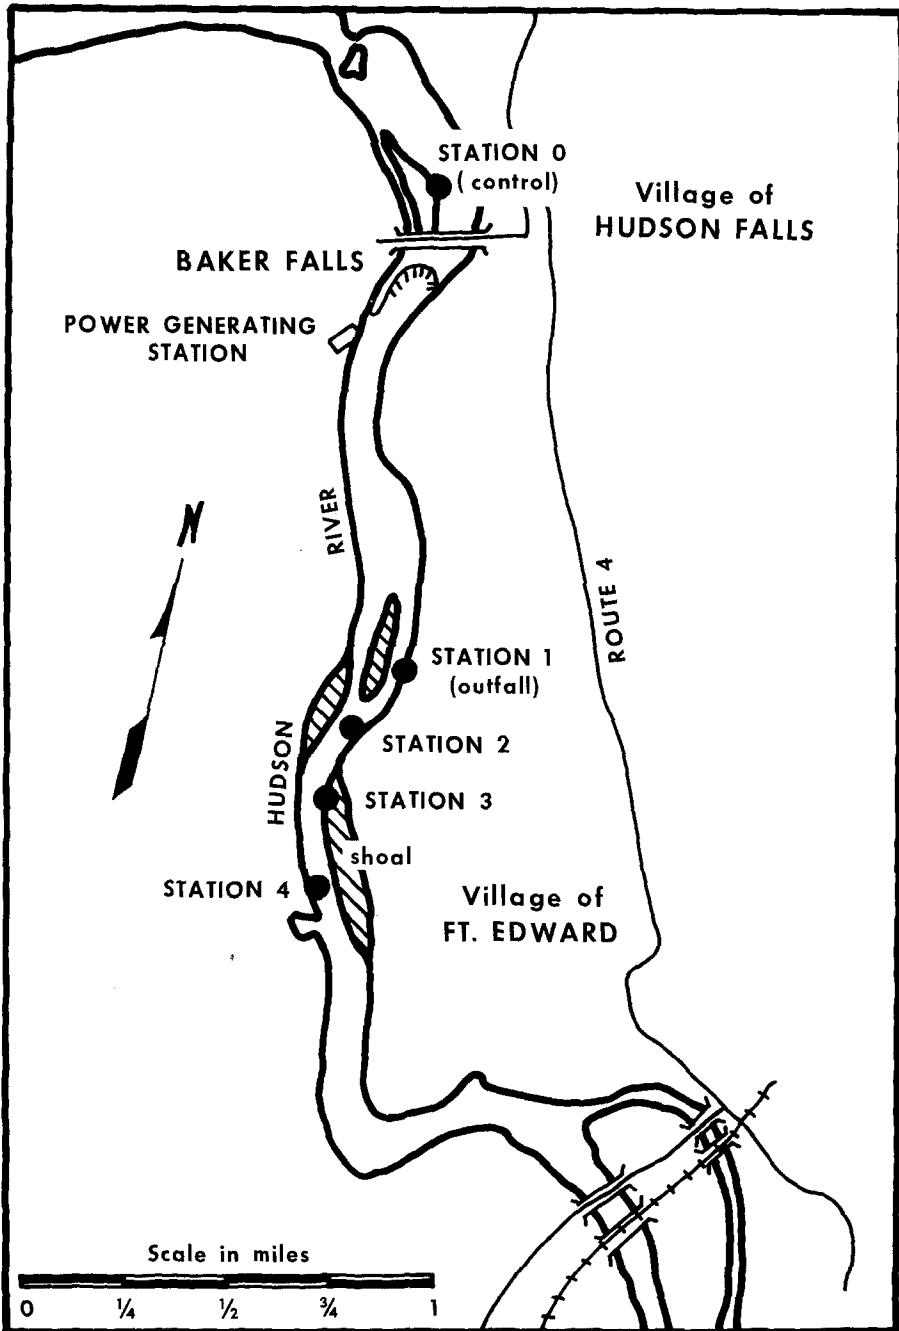 STATION 0
( control)
Village of
HUDSON FALLS
BAKER FALLS
POWER GENERATING
STATION
N
RIVER
ROUTE 4
STATION 1
(outfall)
HUDSON
STATION 2
STATION 3
shoal
STATION 4
Village of
FT. EDWARD
Scale in miles
0 ¼ ½ ¾ 1